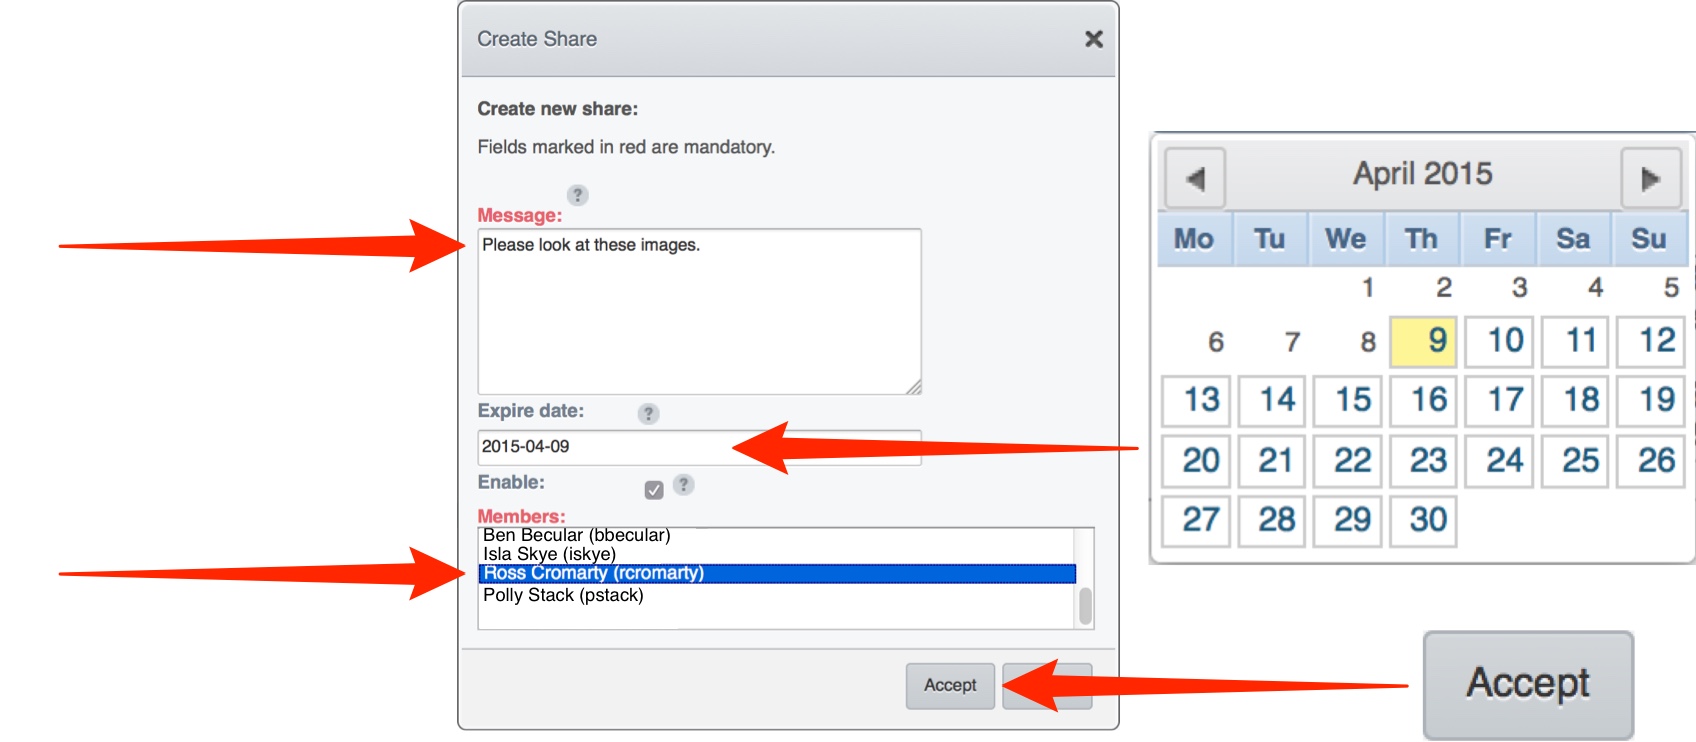 Create Share
Create new share:
Fields marked in red are mandatory.
?
Message:
Please look at these images.
Expire date: ?
2015-04-09
Enable: ?
Members:
Ben Becular (bbecular)
Isla Skye (iskye)
Ross Cromarty (rcromarty)
Polly Stack (pstack)
Accept
April 2015
Mo Tu We Th Fr Sa Su
1 2 3 4 5
6 7 8 9 10 11 12
13 14 15 16 17 18 19
20 21 22 23 24 25 26
27 28 29 30
Accept